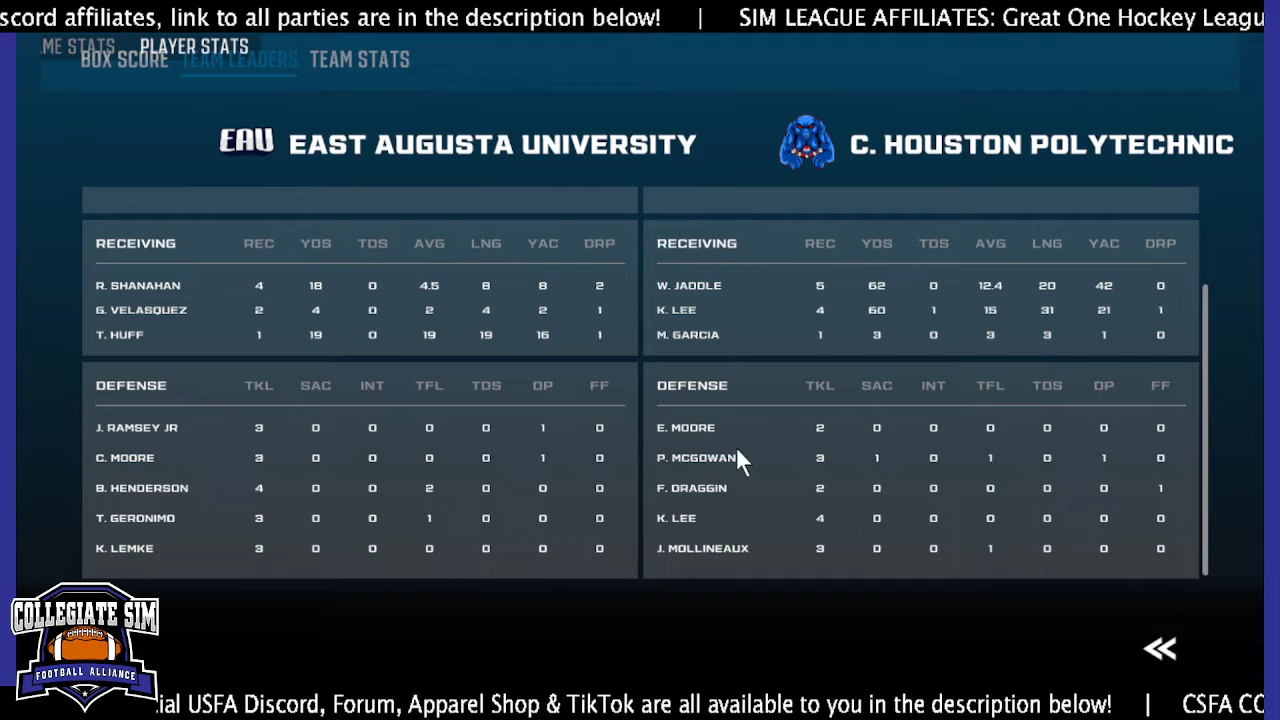 scord affiliates, link to all parties are in the description below! | SIM LEAGUE AFFILIATES: Great One Hockey Leagu
ME STATS PLAYER STATS
BOX SCORE TEAM LEADERS TEAM STATS
EAU EAST AUGUSTA UNIVERSITY C. HOUSTON POLYTECHNIC
RECEIVING REC YDS TDS AVG LNG YAC DRP
R. SHANAHAN 4 18 0 4.5 8 8 2
G. VELASQUEZ 2 4 0 2 4 2 1
T. HUFF 1 19 0 19 19 16 1
RECEIVING REC YDS TDS AVG LNG YAC DRP
W. JADDLE 5 62 0 12.4 20 42 0
K. LEE 4 60 1 15 31 21 1
M. GARCIA 1 3 0 3 3 1 0
DEFENSE TKL SAC INT TFL TDS DP FF
J. RAMSEY JR 3 0 0 0 0 1 0
C. MOORE 3 0 0 0 0 1 0
B. HENDERSON 4 0 0 2 0 0 0
T. GERONIMO 3 0 0 1 0 0 0
K. LEMKE 3 0 0 0 0 0 0
DEFENSE TKL SAC INT TFL TDS DP FF
E. MOORE 2 0 0 0 0 0 0
P. MCGOWAN 3 1 0 1 0 1 0
F. DRAGGIN 2 0 0 0 0 0 1
K. LEE 4 0 0 0 0 0 0
J. MOLLINEAUX 3 0 0 1 0 0 0
COLLEGIATE SIM
FOOTBALL ALLIANCE
ial USFA Discord, Forum, Apparel Shop & TikTok are all available to you in the description below! | CSFA CO